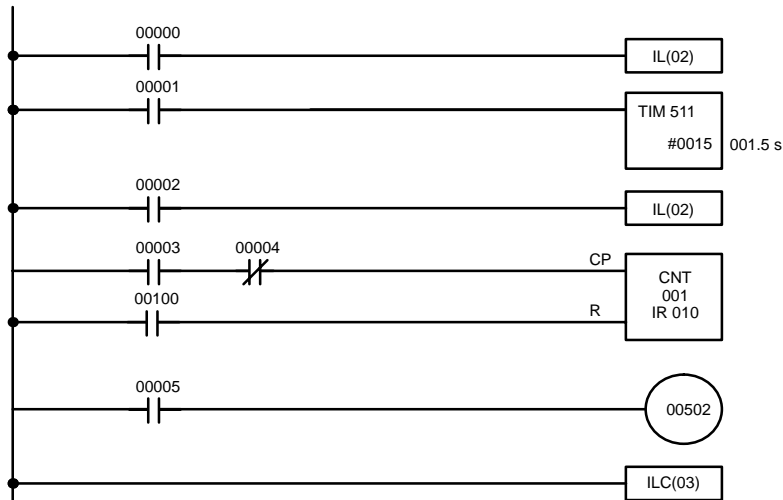 00000
IL(02)
00001
TIM 511
#0015
001.5 s
00002
IL(02)
00003
00004
CP
CNT
001
IR 010
00100
R
00005
00502
ILC(03)